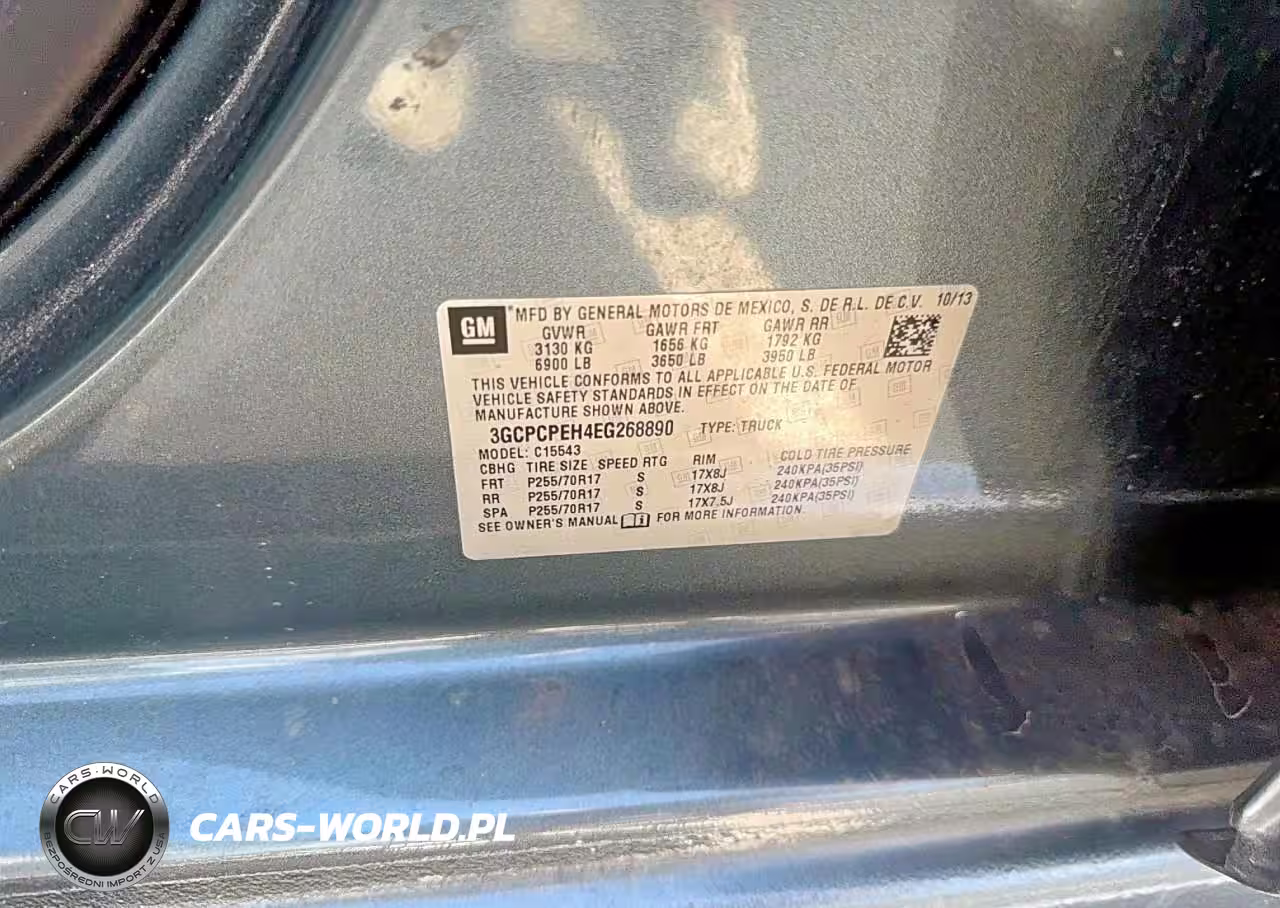 GM
MFD BY GENERAL MOTORS DE MEXICO, S. DE R.L. DE C.V. 10/13
GVWR GAWR FRT GAWR RR
3130 KG 1656 KG 1792 KG
6900 LB 3650 LB 3950 LB
THIS VEHICLE CONFORMS TO ALL APPLICABLE U.S. FEDERAL MOTOR
VEHICLE SAFETY STANDARDS IN EFFECT ON THE DATE OF
MANUFACTURE SHOWN ABOVE.
3GCPCPEH4EG268890 TYPE: TRUCK
MODEL: C15543
CBHG TIRE SIZE SPEED RTG RIM COLD TIRE PRESSURE
FRT P255/70R17 S 17X8J 240KPA(35PSI)
RR P255/70R17 S 17X8J 240KPA(35PSI)
SPA P255/70R17 S 17X7.5J 240KPA(35PSI)
SEE OWNER'S MANUAL FOR MORE INFORMATION.
CARS-WORLD
CW
BEZPOŚREDNI IMPORT Z USA
CARS-WORLD.PL